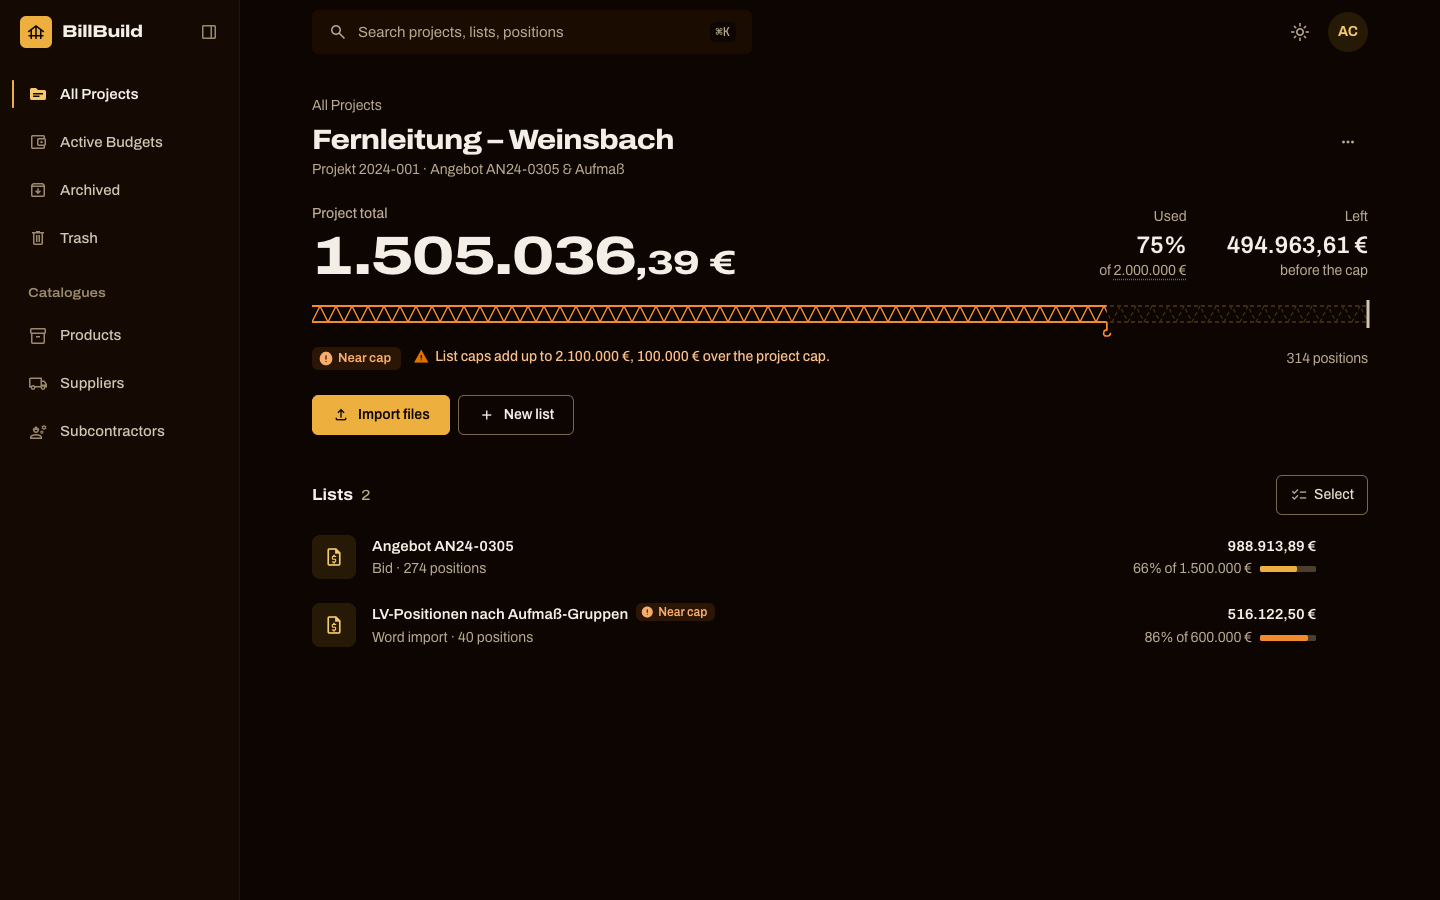 BillBuild
Search projects, lists, positions
⌘K
AC
All Projects
Active Budgets
Archived
Trash
Catalogues
Products
Suppliers
Subcontractors
All Projects
Fernleitung – Weinsbach
Projekt 2024-001 · Angebot AN24-0305 & Aufmaß
Project total
1.505.036,39 €
Used
75%
of 2.000.000 €
Left
494.963,61 €
before the cap
Near cap
List caps add up to 2.100.000 €, 100.000 € over the project cap.
314 positions
Import files
New list
Lists 2
Select
Angebot AN24-0305
988.913,89 €
Bid · 274 positions
66% of 1.500.000 €
LV-Positionen nach Aufmaß-Gruppen
Near cap
516.122,50 €
Word import · 40 positions
86% of 600.000 €